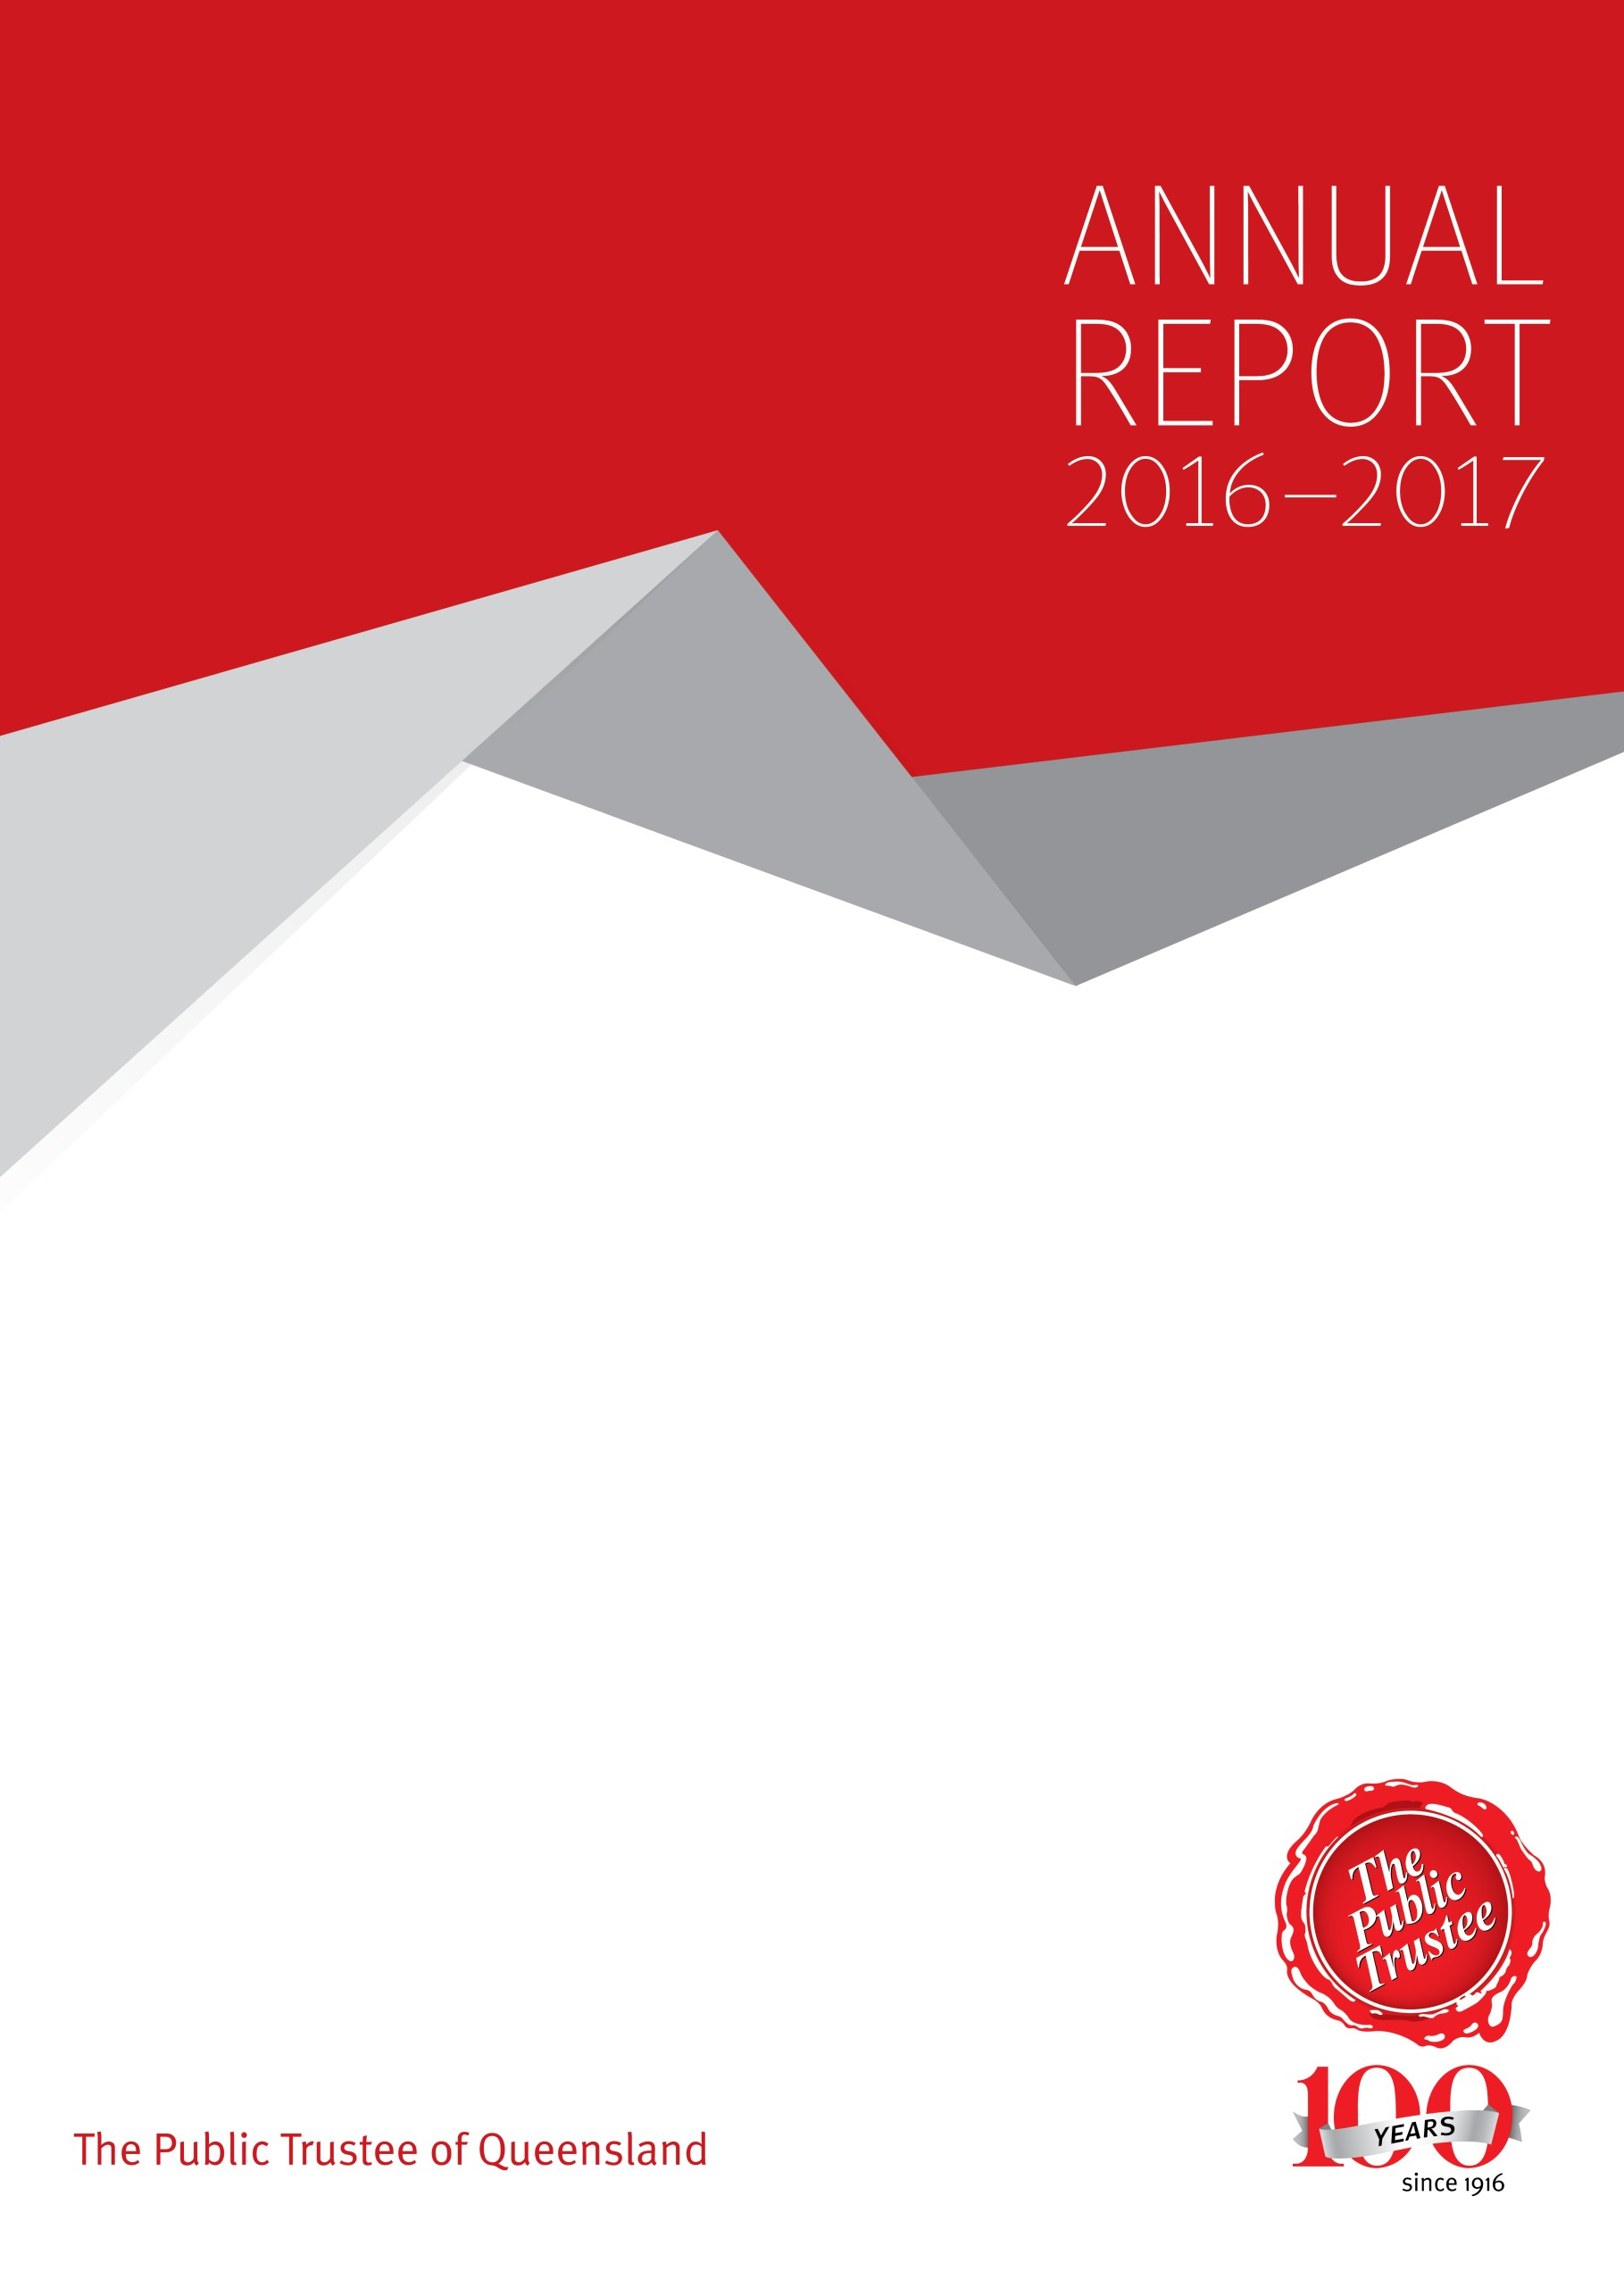 ANNUAL
REPORT
2016–2017
The
Public
Trustee
100
YEARS
since 1916
The Public Trustee of Queensland